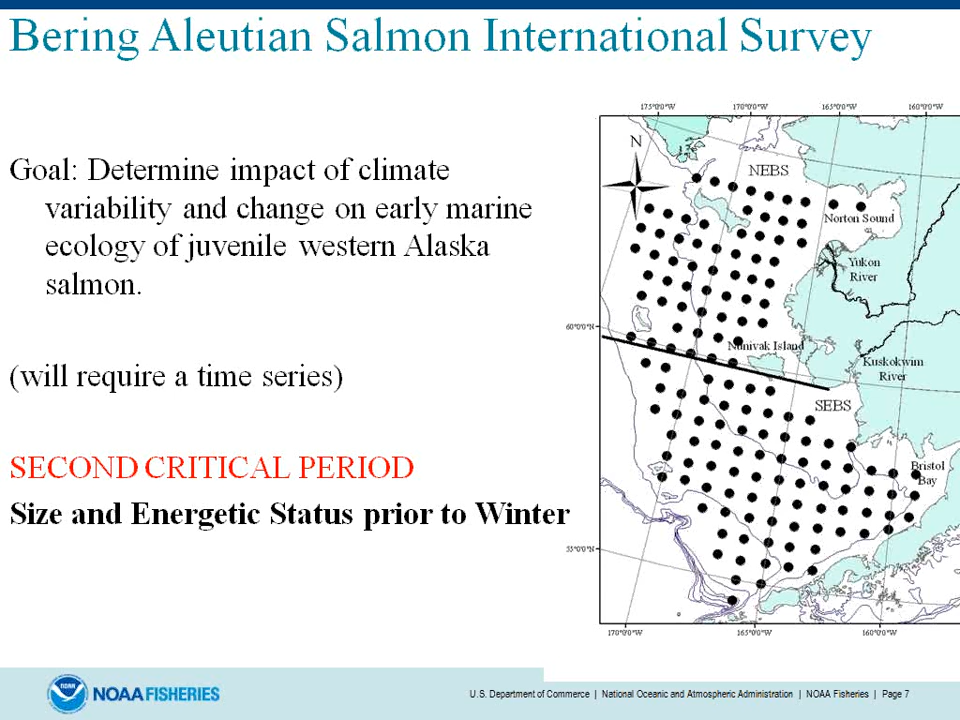 Bering Aleutian Salmon International Survey
Goal: Determine impact of climate
variability and change on early marine
ecology of juvenile western Alaska
salmon.
(will require a time series)
SECOND CRITICAL PERIOD
Size and Energetic Status prior to Winter
175°0'0"W 170°0'0"W 165°0'0"W 160°0'0"W
N
NEBS
Norton Sound
Yukon
River
60°0'0"N
Nunivak Island
Kuskokwim
River
SEBS
Bristol
Bay
55°0'0"N
170°0'0"W 165°0'0"W 160°0'0"W
NOAA
NOAA FISHERIES
U.S. Department of Commerce | National Oceanic and Atmospheric Administration | NOAA Fisheries | Page 7